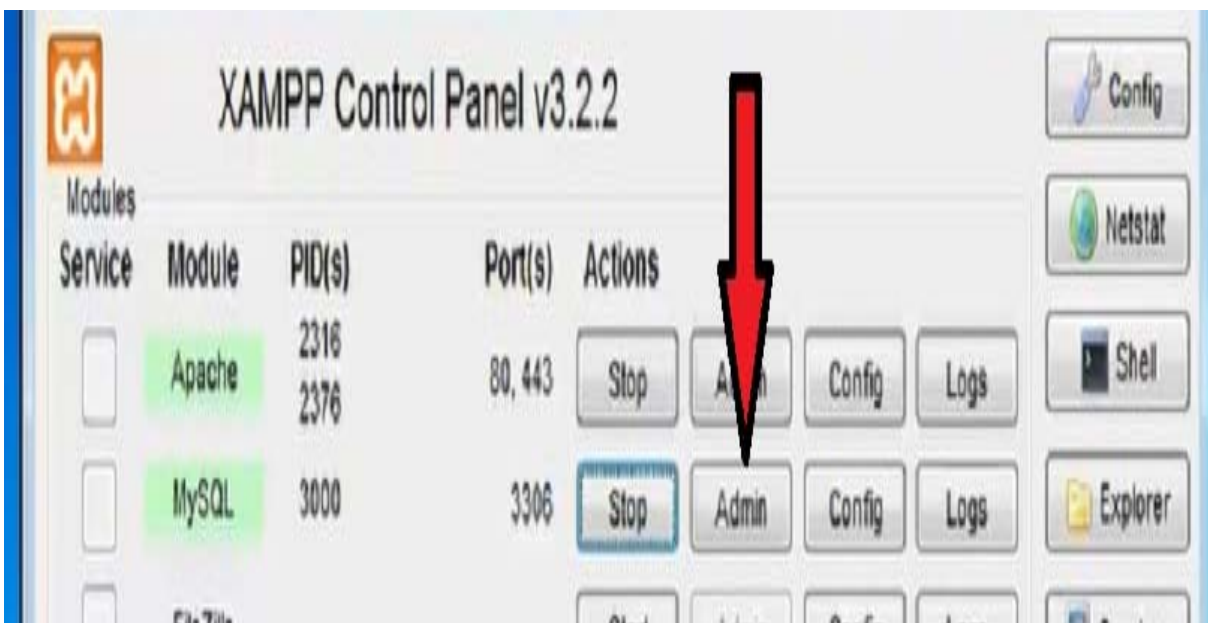 XAMPP Control Panel v3.2.2
Config
Modules
Netstat
Service Module PID(s) Port(s) Actions
Apache 2316 2376 80, 443 Stop Config Logs
Shell
MySQL 3000 3306 Stop Admin Config Logs
Explorer